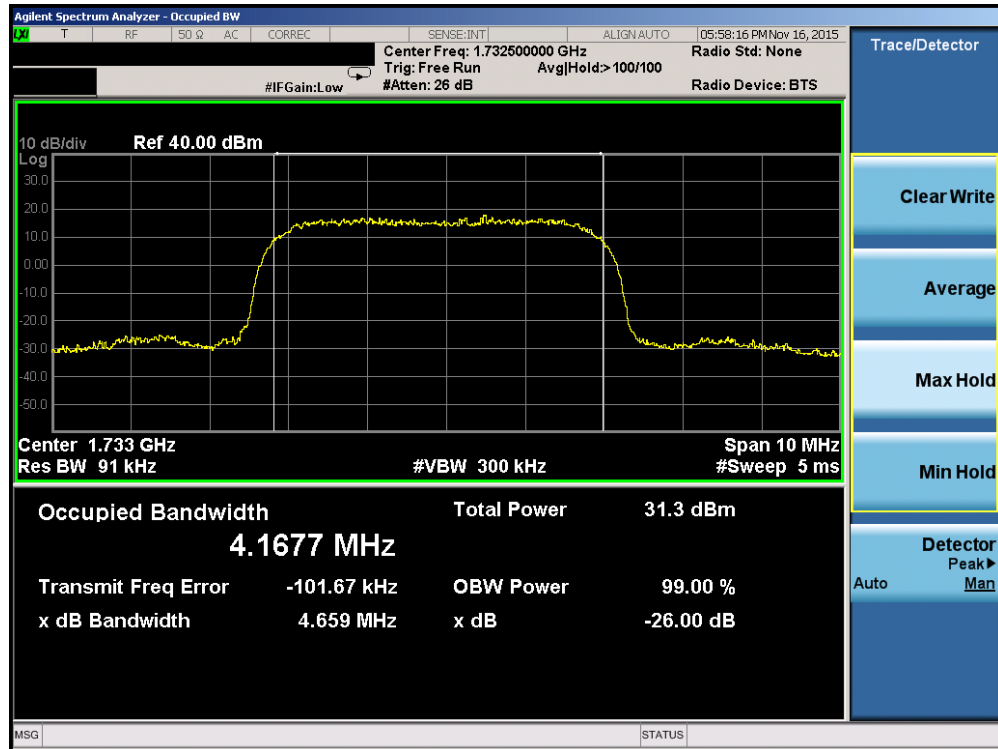 Agilent Spectrum Analyzer - Occupied BW
LXI T RF 50 Ω AC CORREC SENSE:INT ALIGN AUTO 05:58:16 PM Nov 16, 2015
Center Freq: 1.732500000 GHz Radio Std: None
Trig: Free Run Avg|Hold:>100/100
#IFGain:Low #Atten: 26 dB Radio Device: BTS
Trace/Detector
10 dB/div Ref 40.00 dBm
Log
30.0
20.0
10.0
0.00
-10.0
-20.0
-30.0
-40.0
-50.0
Center 1.733 GHz Span 10 MHz
Res BW 91 kHz #VBW 300 kHz #Sweep 5 ms
Occupied Bandwidth Total Power 31.3 dBm
4.1677 MHz
Transmit Freq Error -101.67 kHz OBW Power 99.00 %
x dB Bandwidth 4.659 MHz x dB -26.00 dB
Clear Write
Average
Max Hold
Min Hold
Detector
Peak▶
Auto Man
MSG STATUS